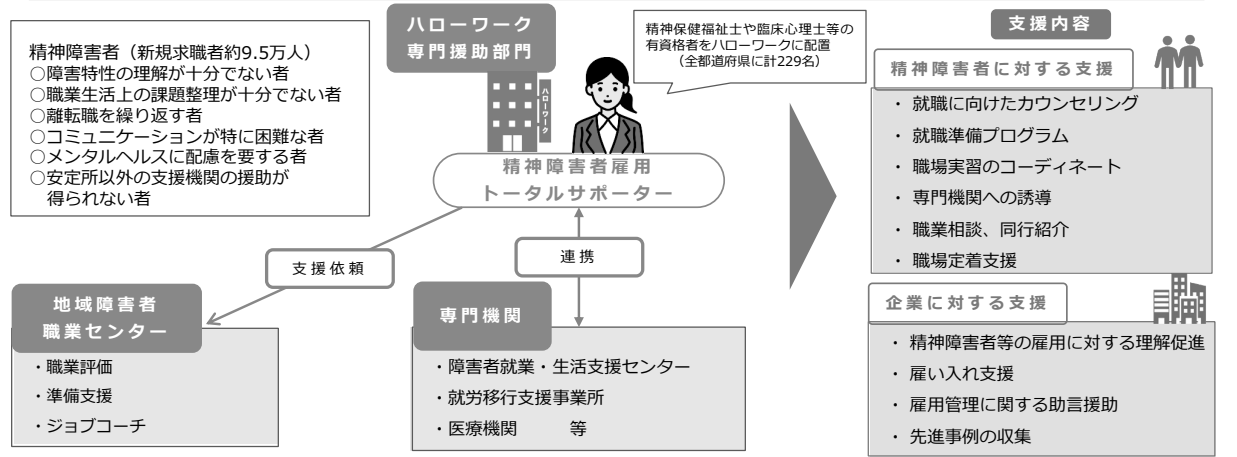 精神障害者（新規求職者約9.5万人）
○障害特性の理解が十分でない者
○職業生活上の課題整理が十分でない者
○離転職を繰り返す者
○コミュニケーションが特に困難な者
○メンタルヘルスに配慮を要する者
○安定所以外の支援機関の援助が
得られない者
ハローワーク
専門援助部門
ハローワーク
精神保健福祉士や臨床心理士等の
有資格者をハローワークに配置
（全都道府県に計229名）
精神障害者雇用
トータルサポーター
支援依頼
連携
地域障害者
職業センター
・職業評価
・準備支援
・ジョブコーチ
専門機関
・障害者就業・生活支援センター
・就労移行支援事業所
・医療機関　　　等
支援内容
精神障害者に対する支援
・ 就職に向けたカウンセリング
・ 就職準備プログラム
・ 職場実習のコーディネート
・ 専門機関への誘導
・ 職業相談、同行紹介
・ 職場定着支援
企業に対する支援
・ 精神障害者等の雇用に対する理解促進
・ 雇い入れ支援
・ 雇用管理に関する助言援助
・ 先進事例の収集